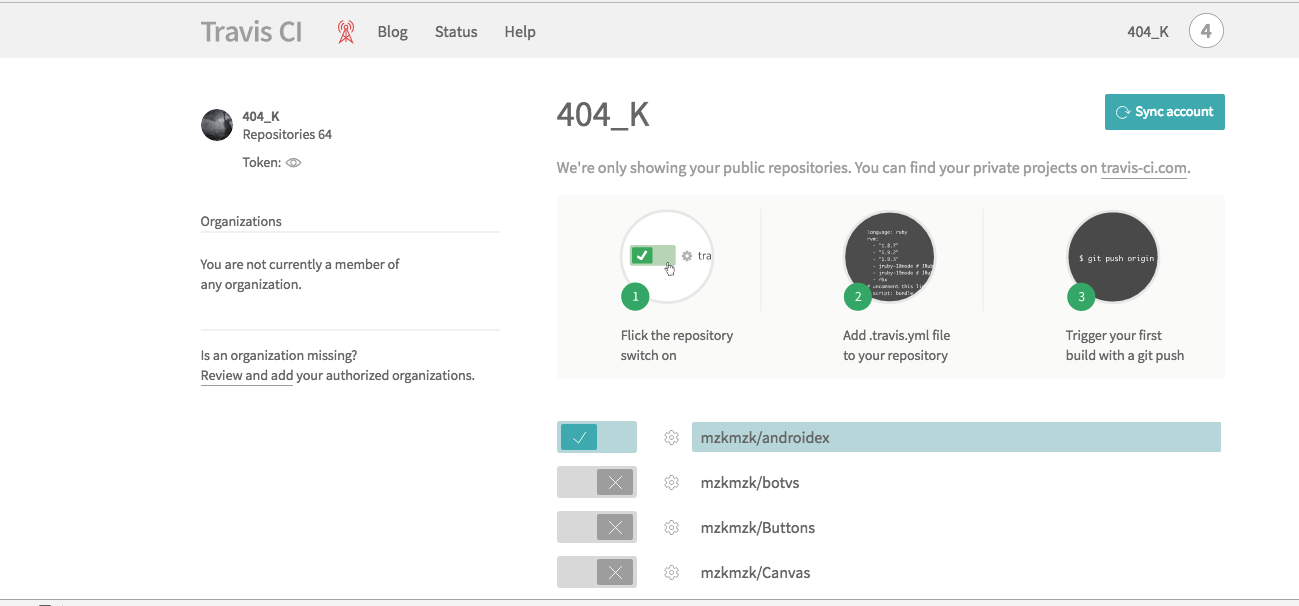 Travis CI Blog Status Help 404_K 4
404_K
Repositories 64
Token:
Organizations
You are not currently a member of
any organization.
Is an organization missing?
Review and add your authorized organizations.
404_K
Sync account
We're only showing your public repositories. You can find your private projects on travis-ci.com.
tra
1
Flick the repository
switch on
language: ruby
rvm:
- "1.8.7"
- "1.9.2"
- "1.9.3"
- jruby-18mode # JRu
- jruby-19mode # JRu
- rbx
# uncomment this li
script: bundle
2
Add .travis.yml file
to your repository
$ git push origin
3
Trigger your first
build with a git push
mzkmzk/androidex
mzkmzk/botvs
mzkmzk/Buttons
mzkmzk/Canvas